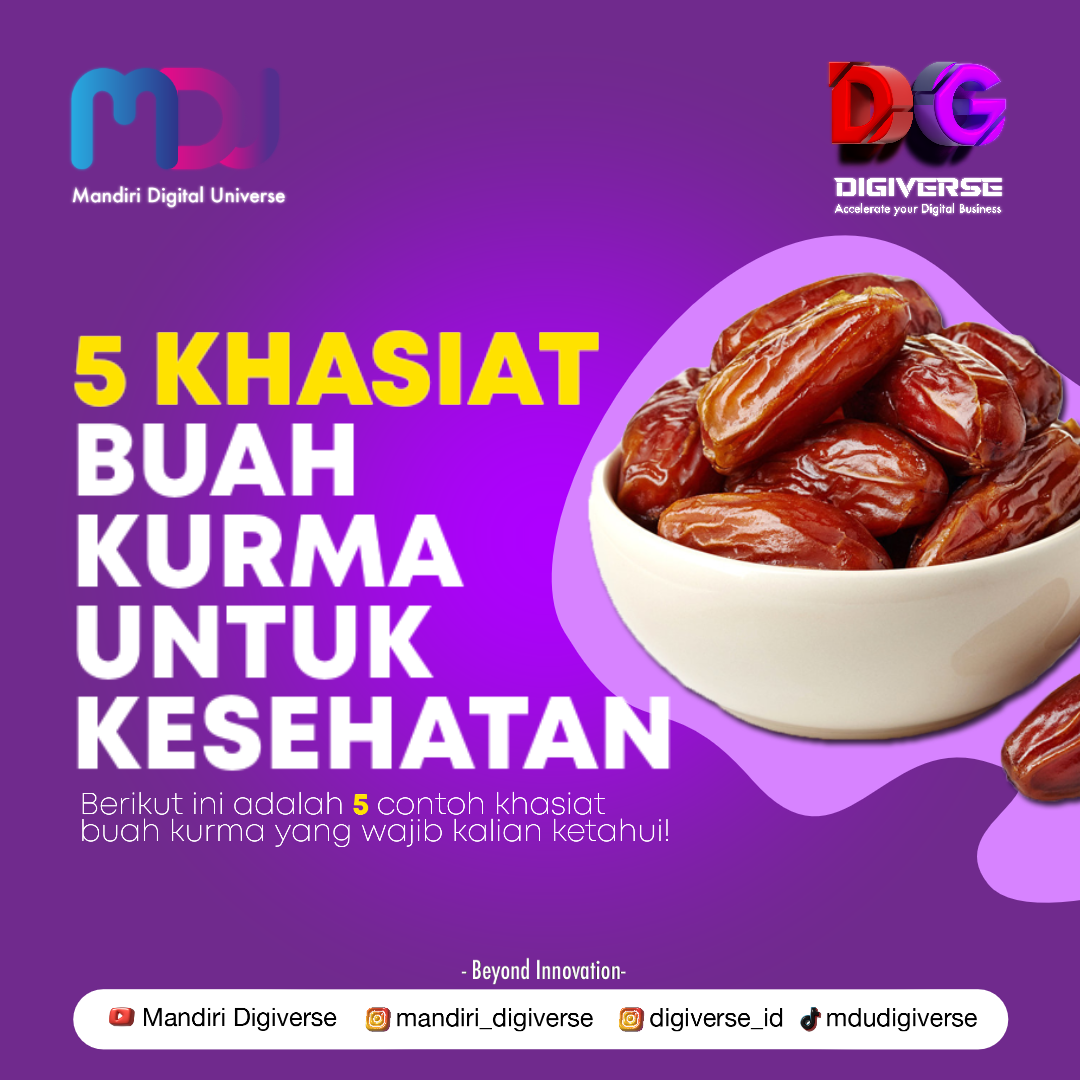 MDU
Mandiri Digital Universe
DG
DIGIVERSE
Accelerate your Digital Business
5 KHASIAT
BUAH
KURMA
UNTUK
KESEHATAN
Berikut ini adalah 5 contoh khasiat
buah kurma yang wajib kalian ketahui!
- Beyond Innovation-
Mandiri Digiverse mandiri_digiverse digiverse_id mdudigiverse